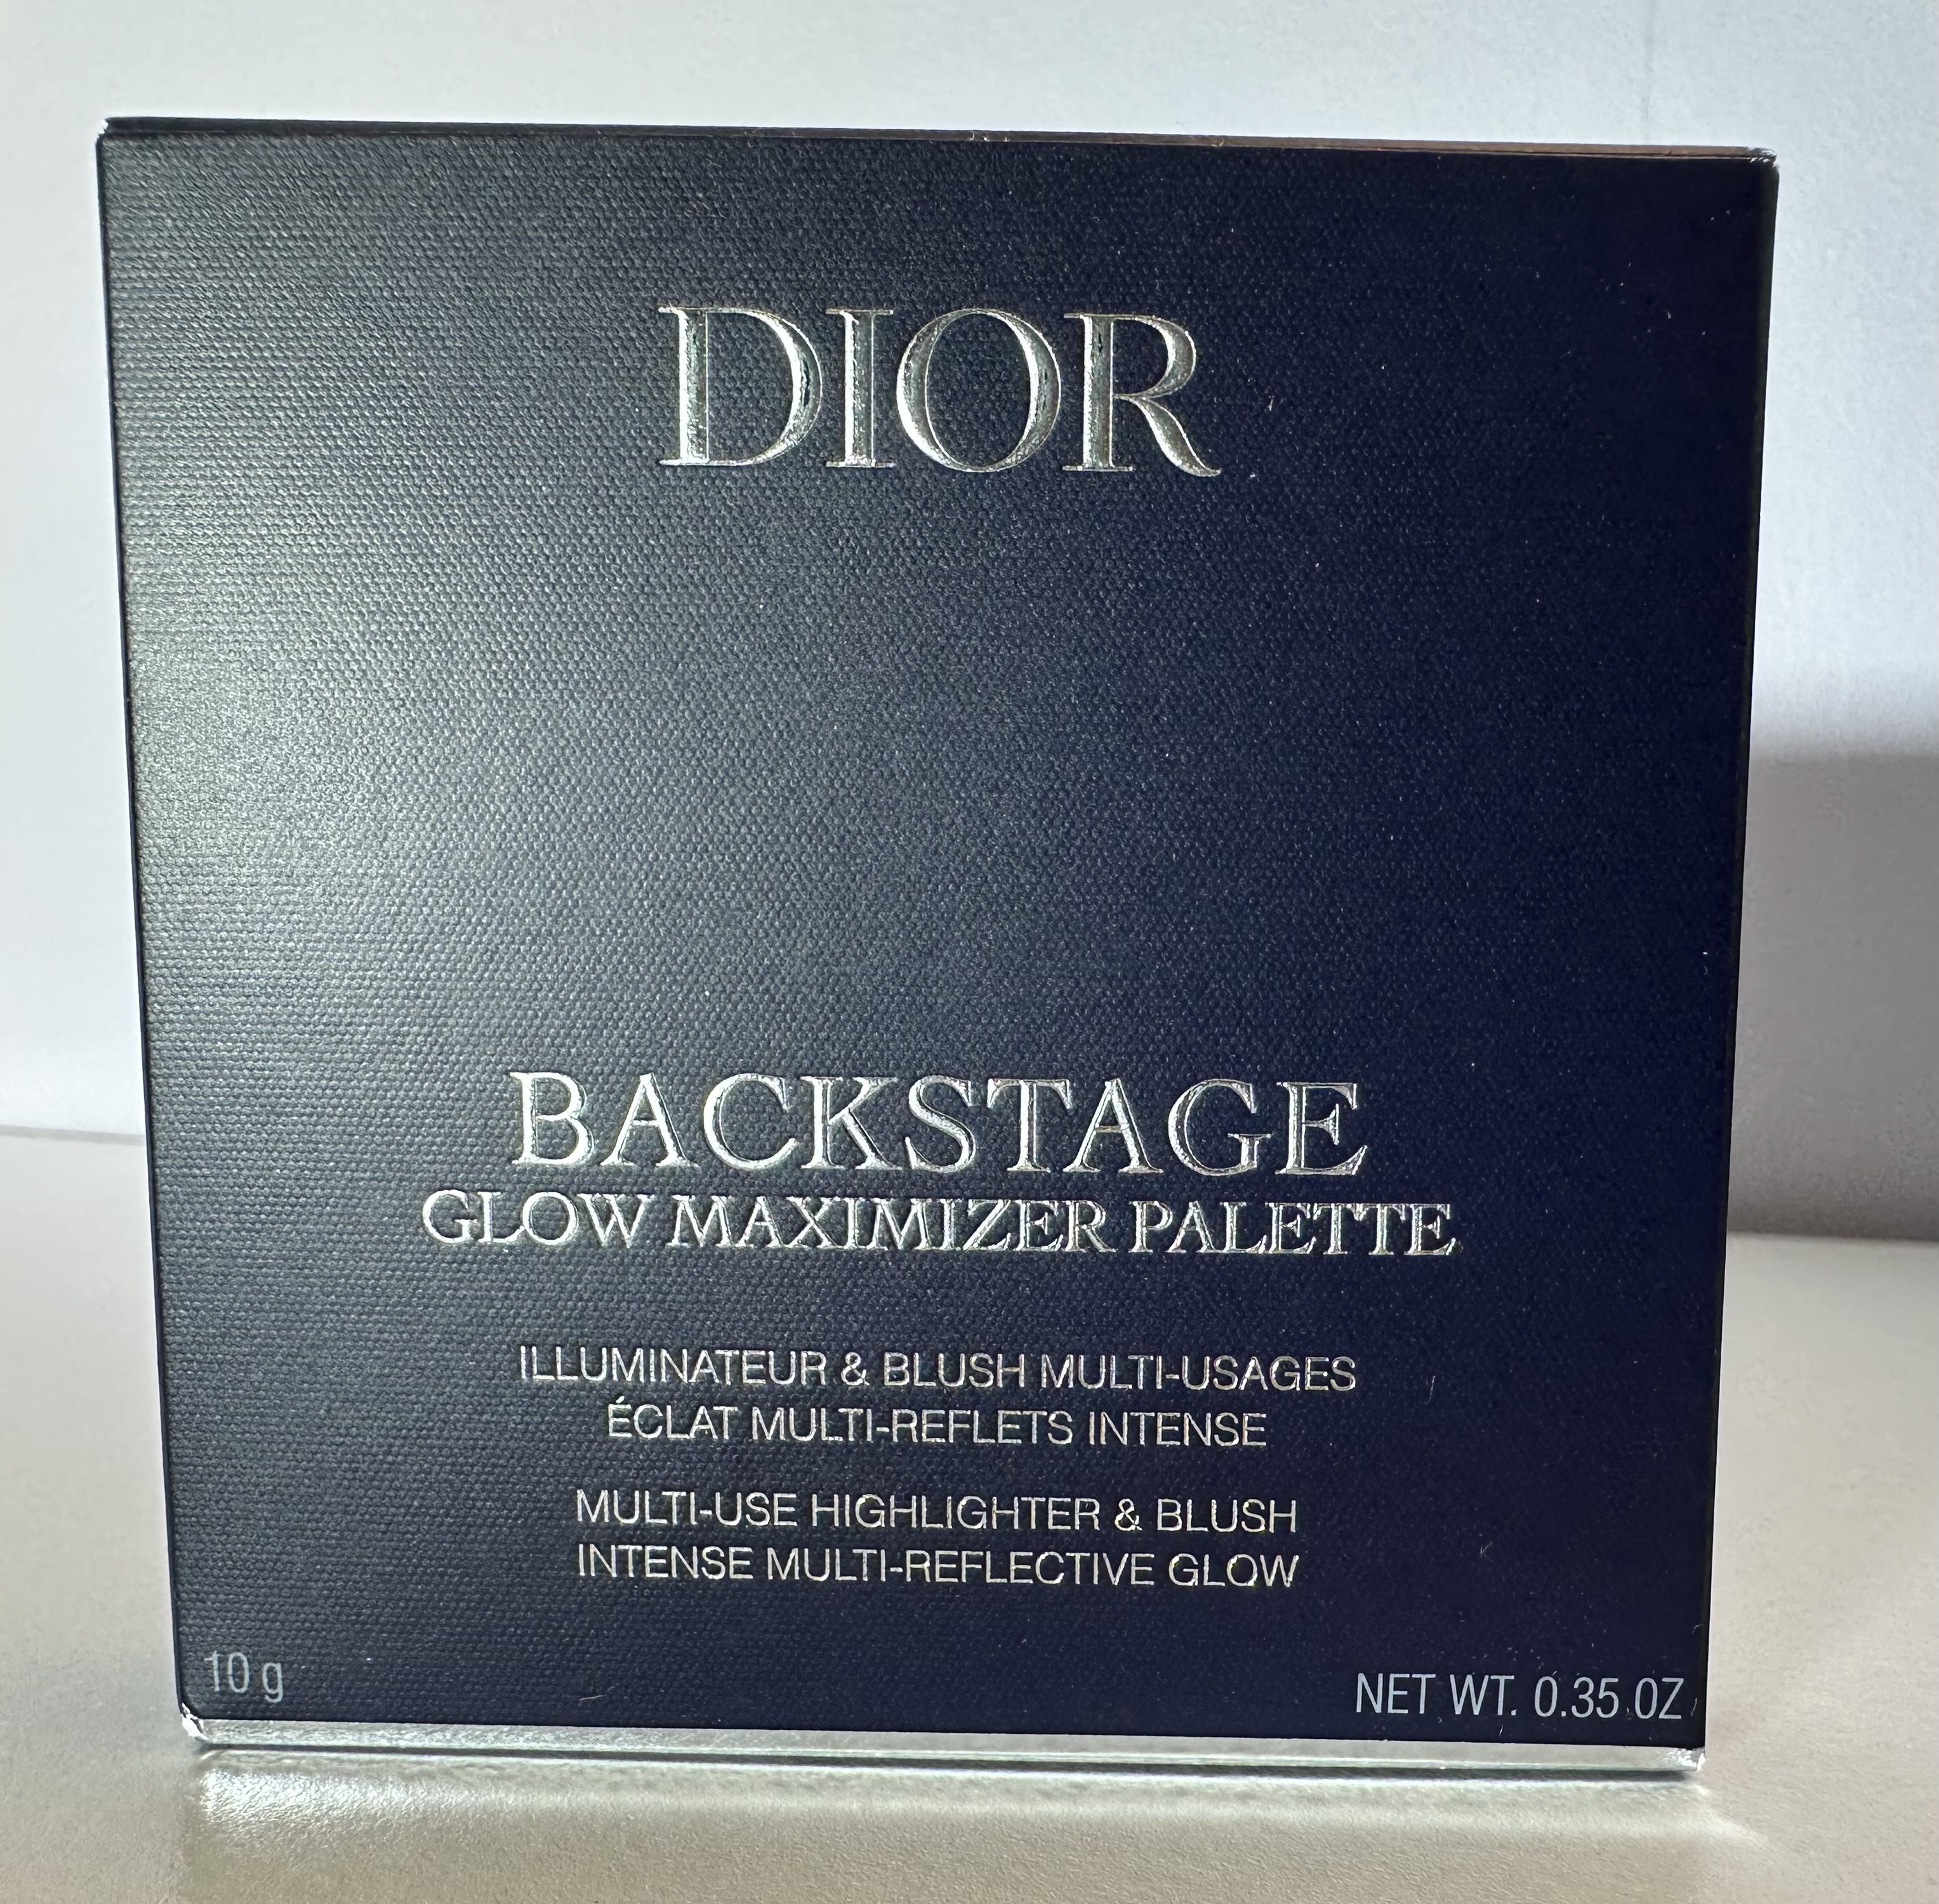 DIOR
BACKSTAGE
GLOW MAXIMIZER PALETTE
ILLUMINATEUR & BLUSH MULTI-USAGES
ÉCLAT MULTI-REFLETS INTENSE
MULTI-USE HIGHLIGHTER & BLUSH
INTENSE MULTI-REFLECTIVE GLOW
10 g
NET WT. 0.35 OZ